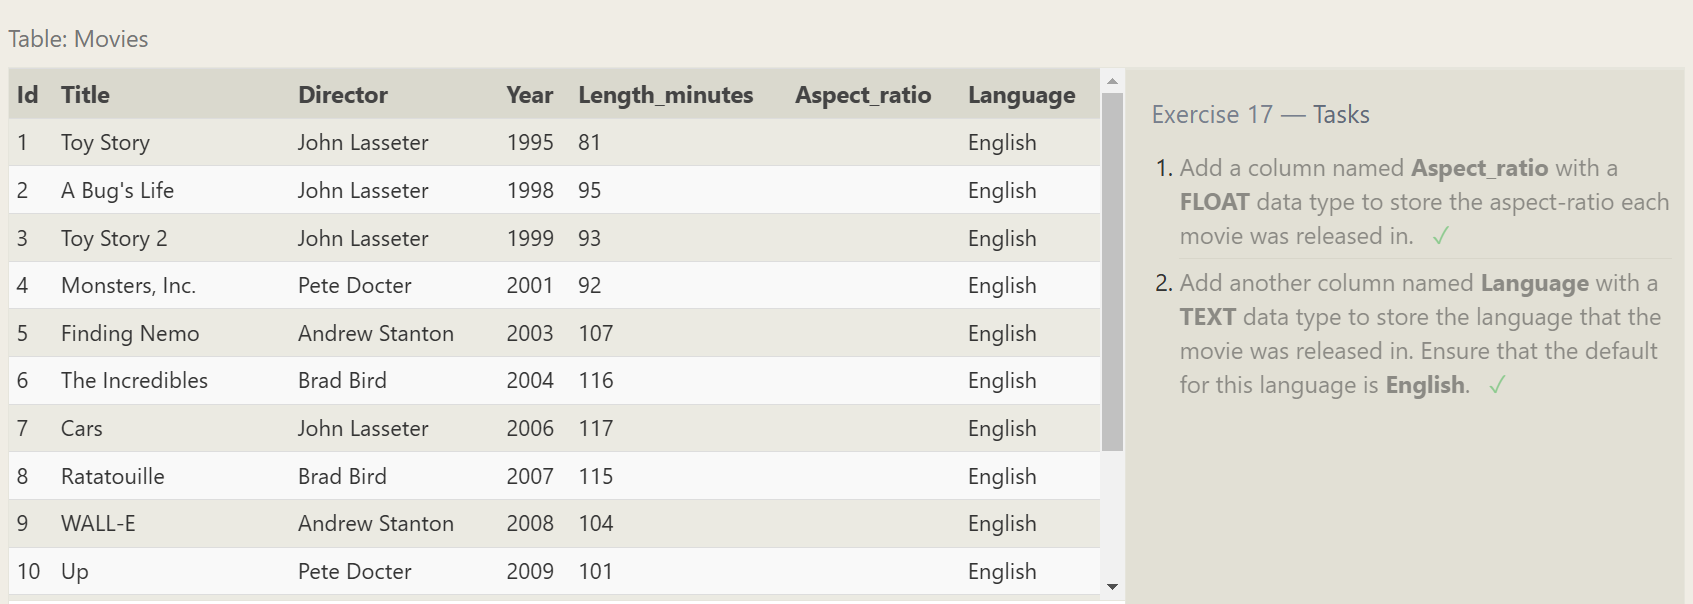 Table: Movies
Id Title Director Year Length_minutes Aspect_ratio Language
1 Toy Story John Lasseter 1995 81 English
2 A Bug's Life John Lasseter 1998 95 English
3 Toy Story 2 John Lasseter 1999 93 English
4 Monsters, Inc. Pete Docter 2001 92 English
5 Finding Nemo Andrew Stanton 2003 107 English
6 The Incredibles Brad Bird 2004 116 English
7 Cars John Lasseter 2006 117 English
8 Ratatouille Brad Bird 2007 115 English
9 WALL-E Andrew Stanton 2008 104 English
10 Up Pete Docter 2009 101 English
Exercise 17 — Tasks
1. Add a column named Aspect_ratio with a
FLOAT data type to store the aspect-ratio each
movie was released in. ✓
2. Add another column named Language with a
TEXT data type to store the language that the
movie was released in. Ensure that the default
for this language is English. ✓